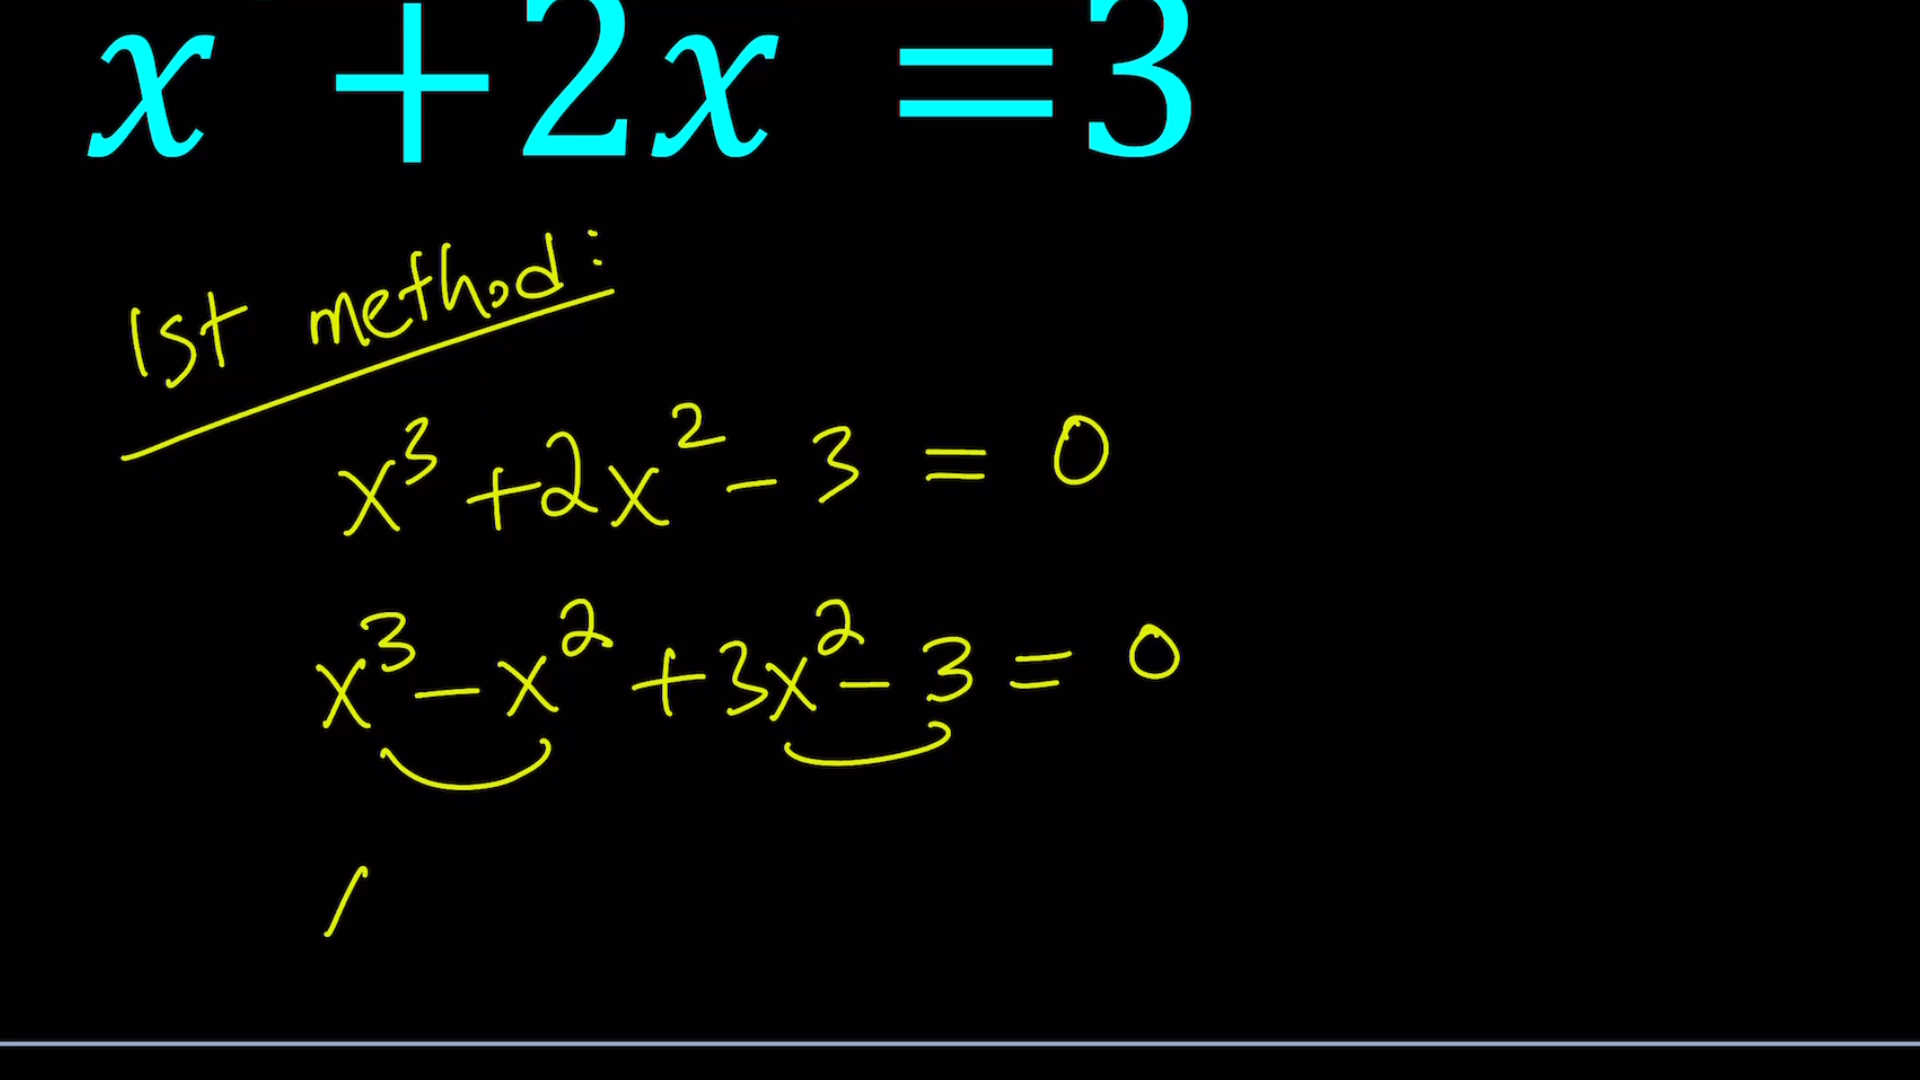 x +2x =3
1st method:
x³ +2x² - 3 = 0
x³ - x² + 3x² - 3 = 0